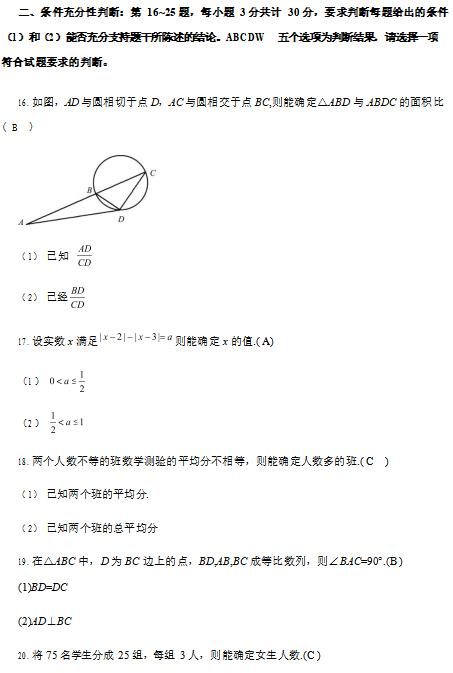 二、条件充分性判断：第 16~25 题，每小题 3 分共计 30 分，要求判断每题给出的条件
（1）和（2）能否充分支持题干所陈述的结论。ABCDW 五个选项为判断结果，请选择一项
符合试题要求的判断。
16. 如图，AD 与圆相切于点 D，AC 与圆相交于点 BC,则能确定△ABD 与 ABDC 的面积比
( B )
A
B
C
D
（1） 已知 AD/CD
（2） 已经 BD/CD
17. 设实数 x 满足 |x−2|−|x−3|=a 则能确定 x 的值.( A)
（1） 0<a≤1/2
（2） 1/2<a≤1
18. 两个人数不等的班数学测验的平均分不相等，则能确定人数多的班.( C )
（1） 已知两个班的平均分.
（2） 已知两个班的总平均分
19. 在△ABC 中，D 为 BC 边上的点，BD,AB,BC 成等比数列，则∠BAC=90°.(B )
(1)BD=DC
(2)AD⊥BC
20. 将 75 名学生分成 25 组，每组 3 人，则能确定女生人数.(C )